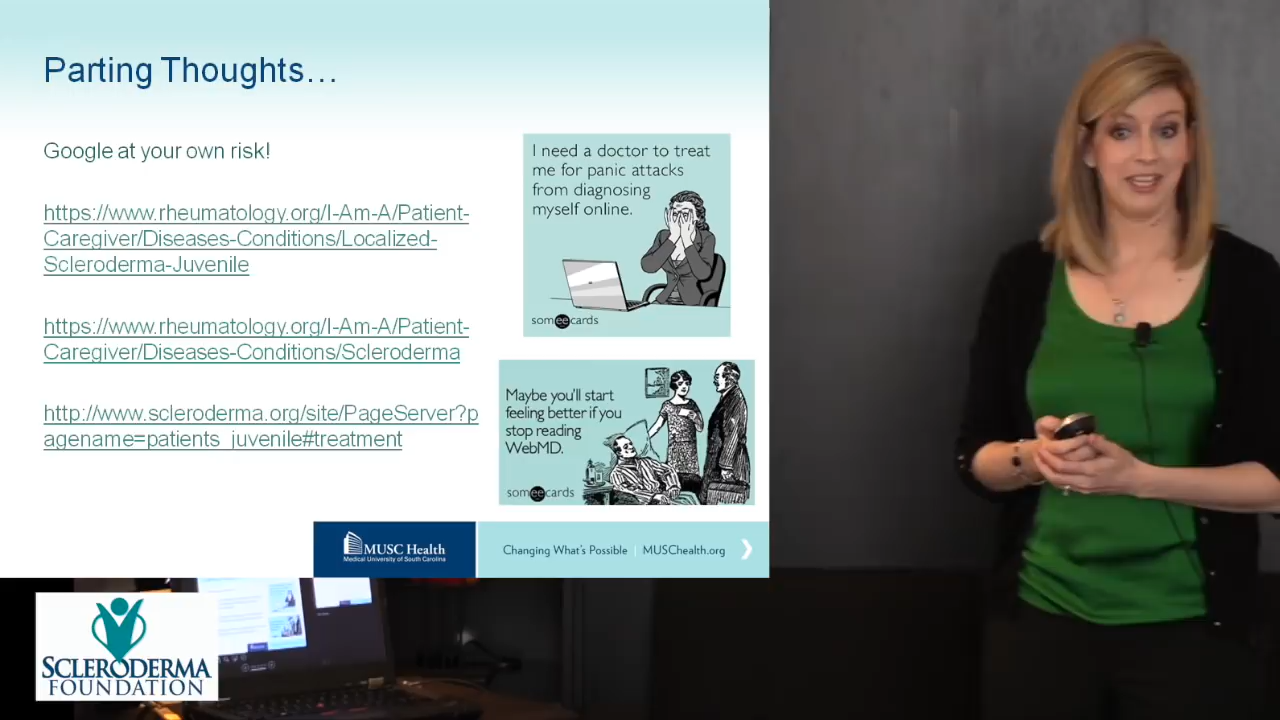 Parting Thoughts…
Google at your own risk!
https://www.rheumatology.org/I-Am-A/Patient-
Caregiver/Diseases-Conditions/Localized-
Scleroderma-Juvenile
https://www.rheumatology.org/I-Am-A/Patient-
Caregiver/Diseases-Conditions/Scleroderma
http://www.scleroderma.org/site/PageServer?p
agename=patients_juvenile#treatment
I need a doctor to treat
me for panic attacks
from diagnosing
myself online.
someecards
Maybe you'll start
feeling better if you
stop reading
WebMD.
someecards
MUSC Health
Medical University of South Carolina
Changing What's Possible | MUSChealth.org
SCLERODERMA
FOUNDATION